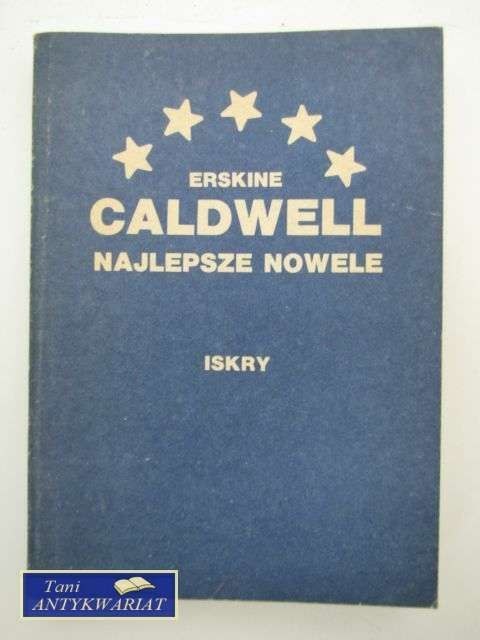 ERSKINE
CALDWELL
NAJLEPSZE NOWELE
ISKRY
Tani
ANTYKWARIAT